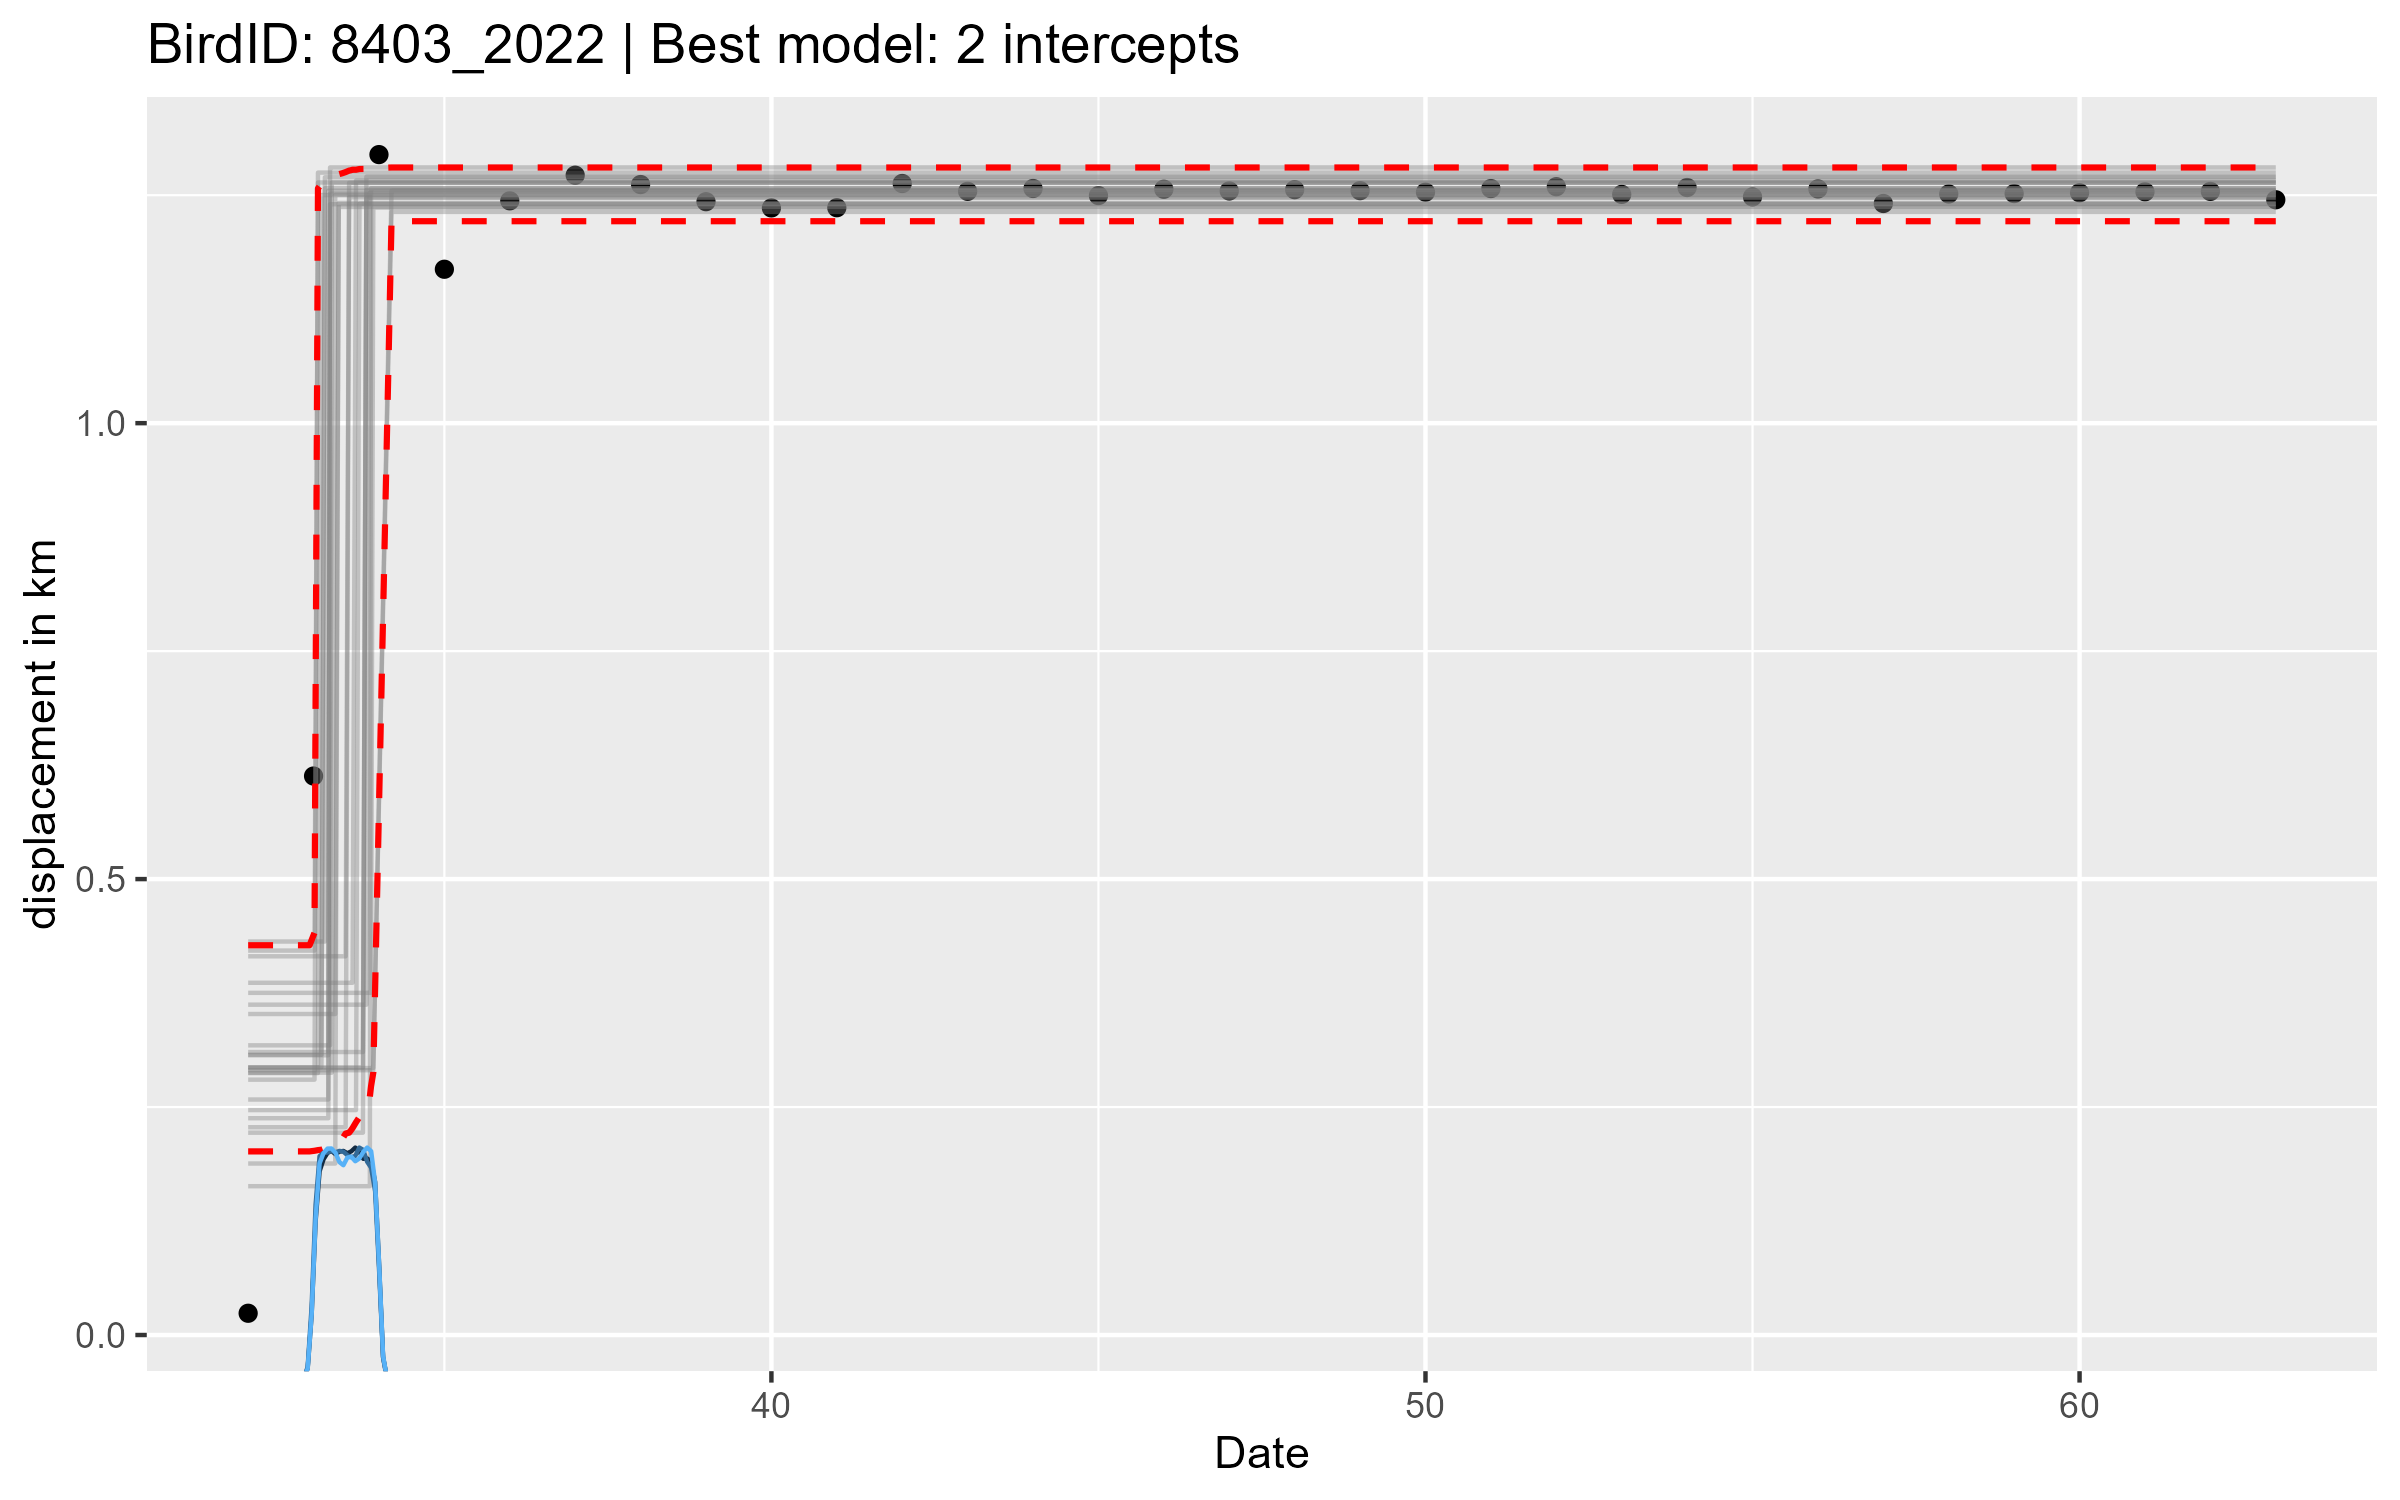 BirdID: 8403_2022 | Best model: 2 intercepts
displacement in km
1.0
0.5
0.0
40
50
60
Date